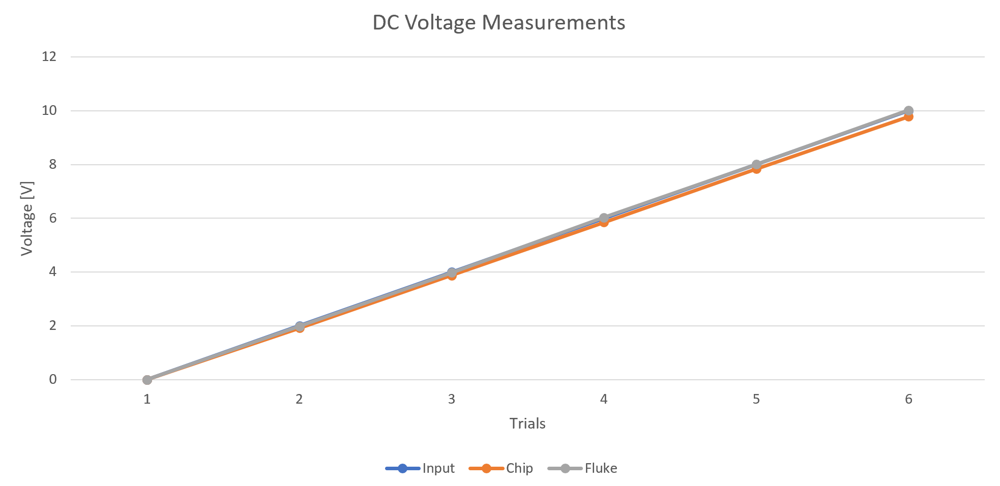 DC Voltage Measurements
12
10
8
6
4
2
0
Voltage [V]
1 2 3 4 5 6
Trials
Input Chip Fluke